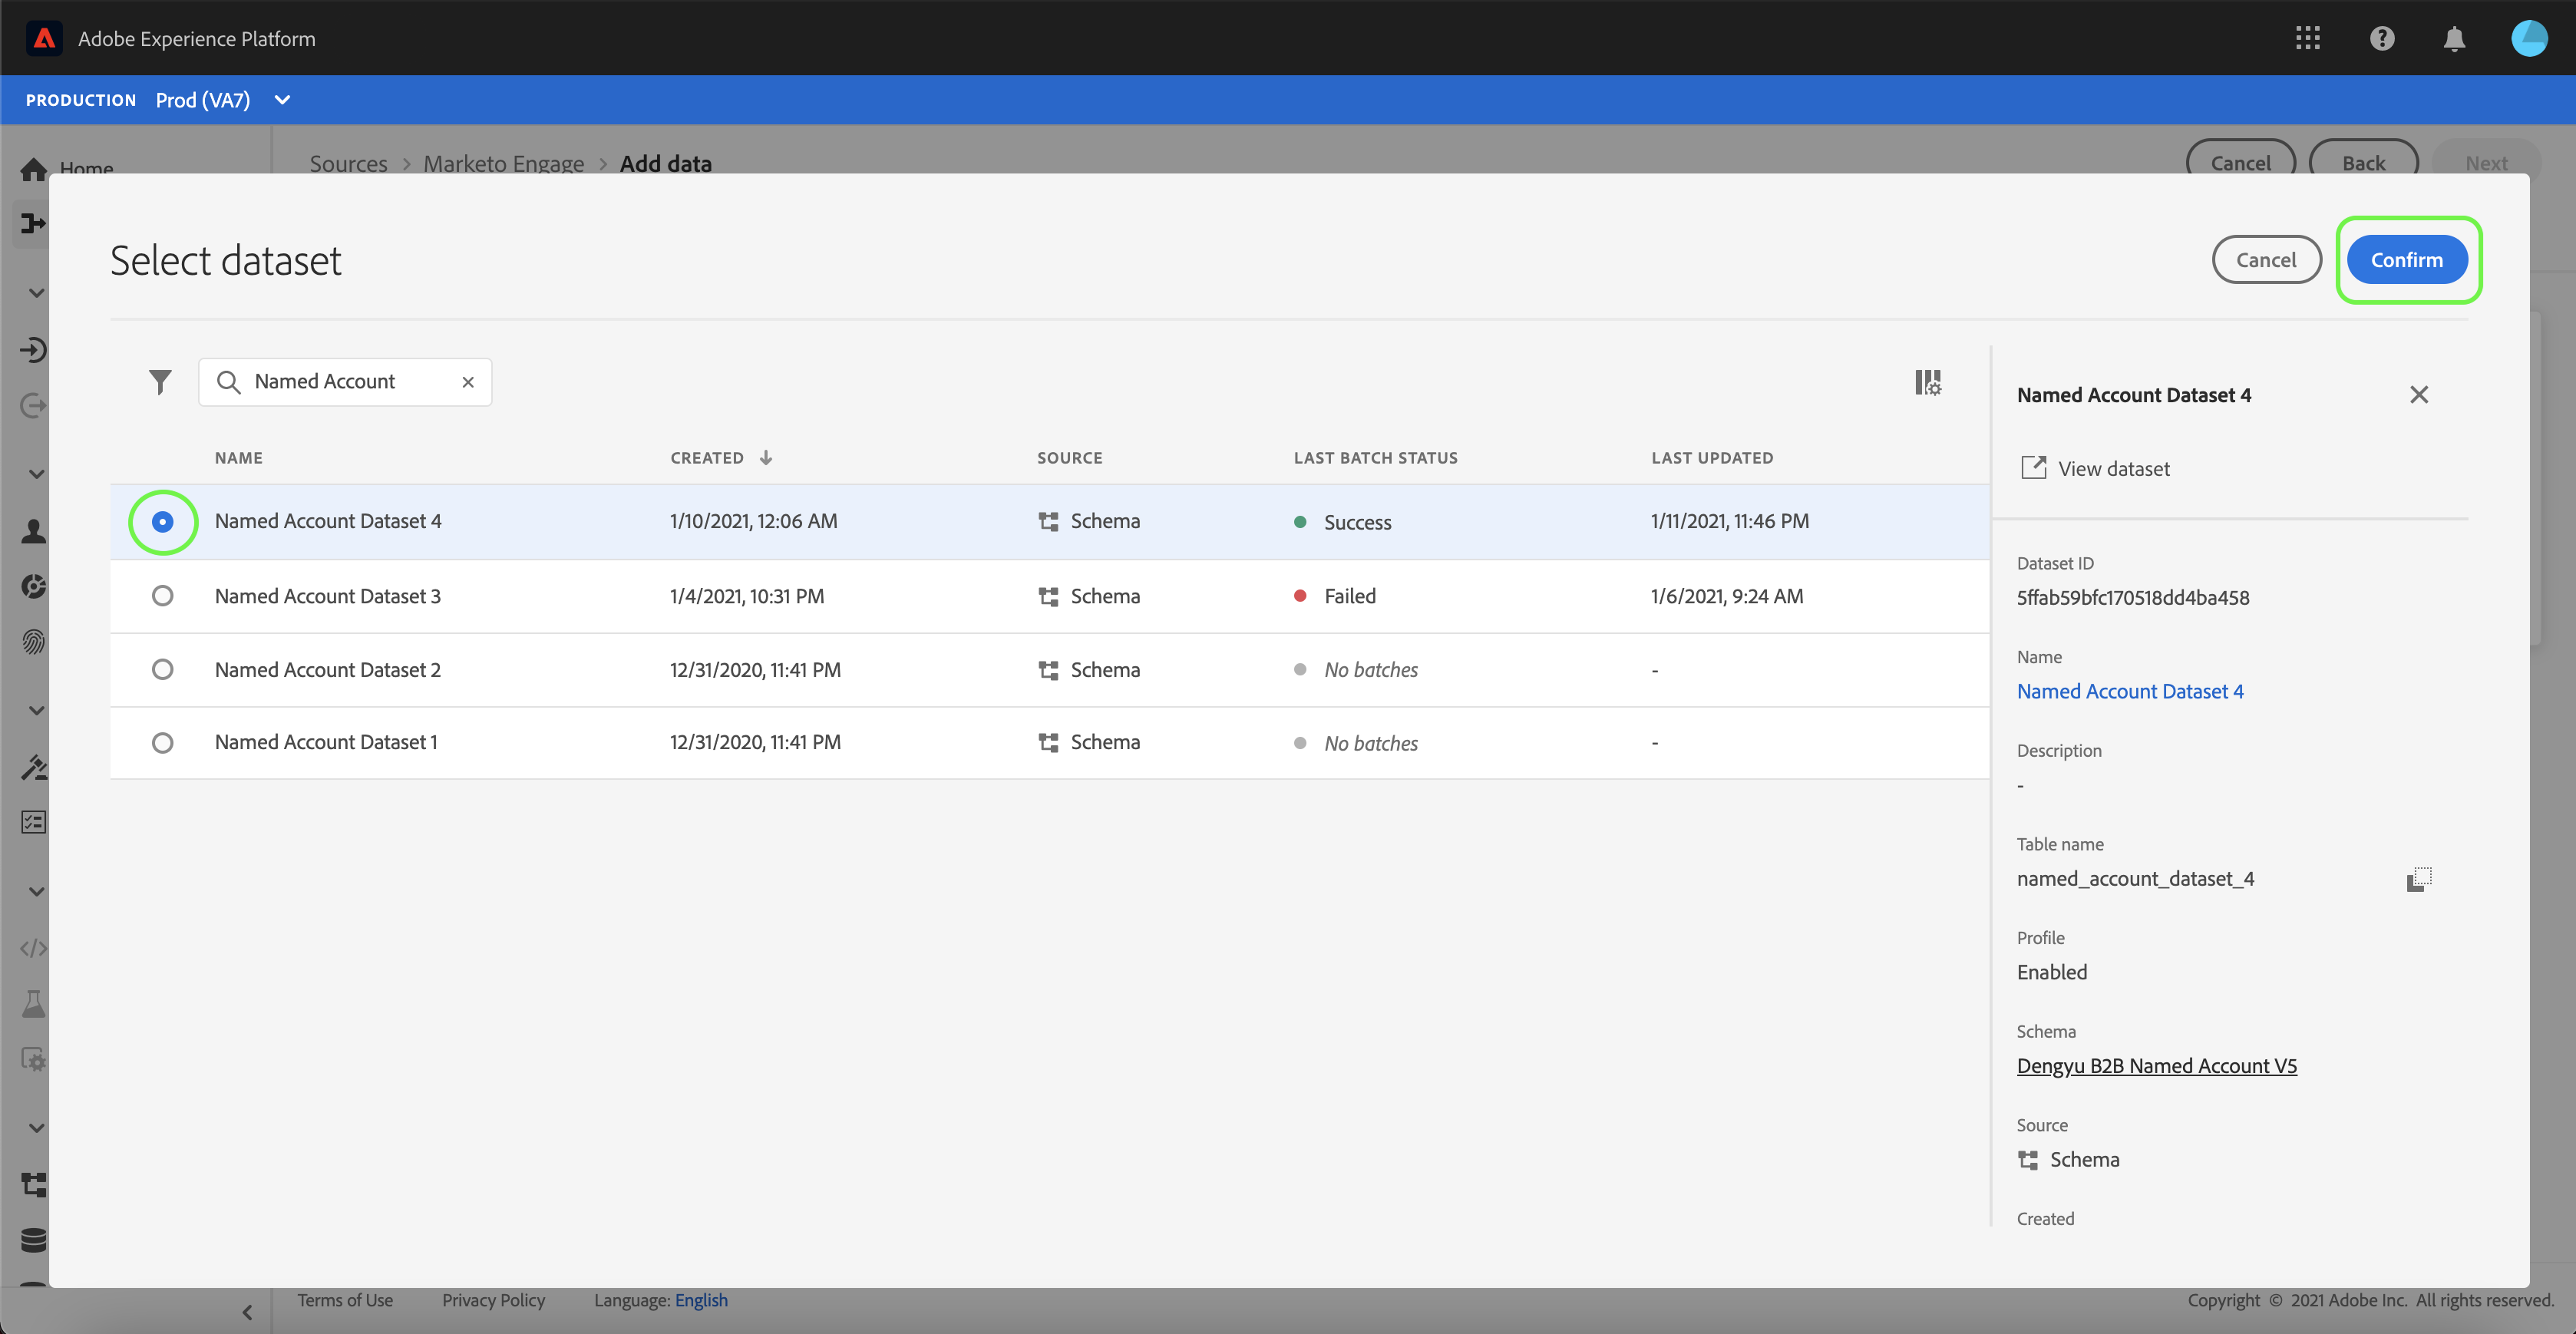 Adobe Experience Platform
PRODUCTION Prod (VA7)
Home
Sources > Marketo Engage > Add data
Cancel Back Next
Select dataset
Cancel Confirm
Named Account
NAME CREATED SOURCE LAST BATCH STATUS LAST UPDATED
Named Account Dataset 4 1/10/2021, 12:06 AM Schema Success 1/11/2021, 11:46 PM
Named Account Dataset 3 1/4/2021, 10:31 PM Schema Failed 1/6/2021, 9:24 AM
Named Account Dataset 2 12/31/2020, 11:41 PM Schema No batches -
Named Account Dataset 1 12/31/2020, 11:41 PM Schema No batches -
Named Account Dataset 4
View dataset
Dataset ID
5ffab59bfc170518dd4ba458
Name
Named Account Dataset 4
Description
-
Table name
named_account_dataset_4
Profile
Enabled
Schema
Dengyu B2B Named Account V5
Source
Schema
Created
Terms of Use Privacy Policy Language: English
Copyright © 2021 Adobe Inc. All rights reserved.